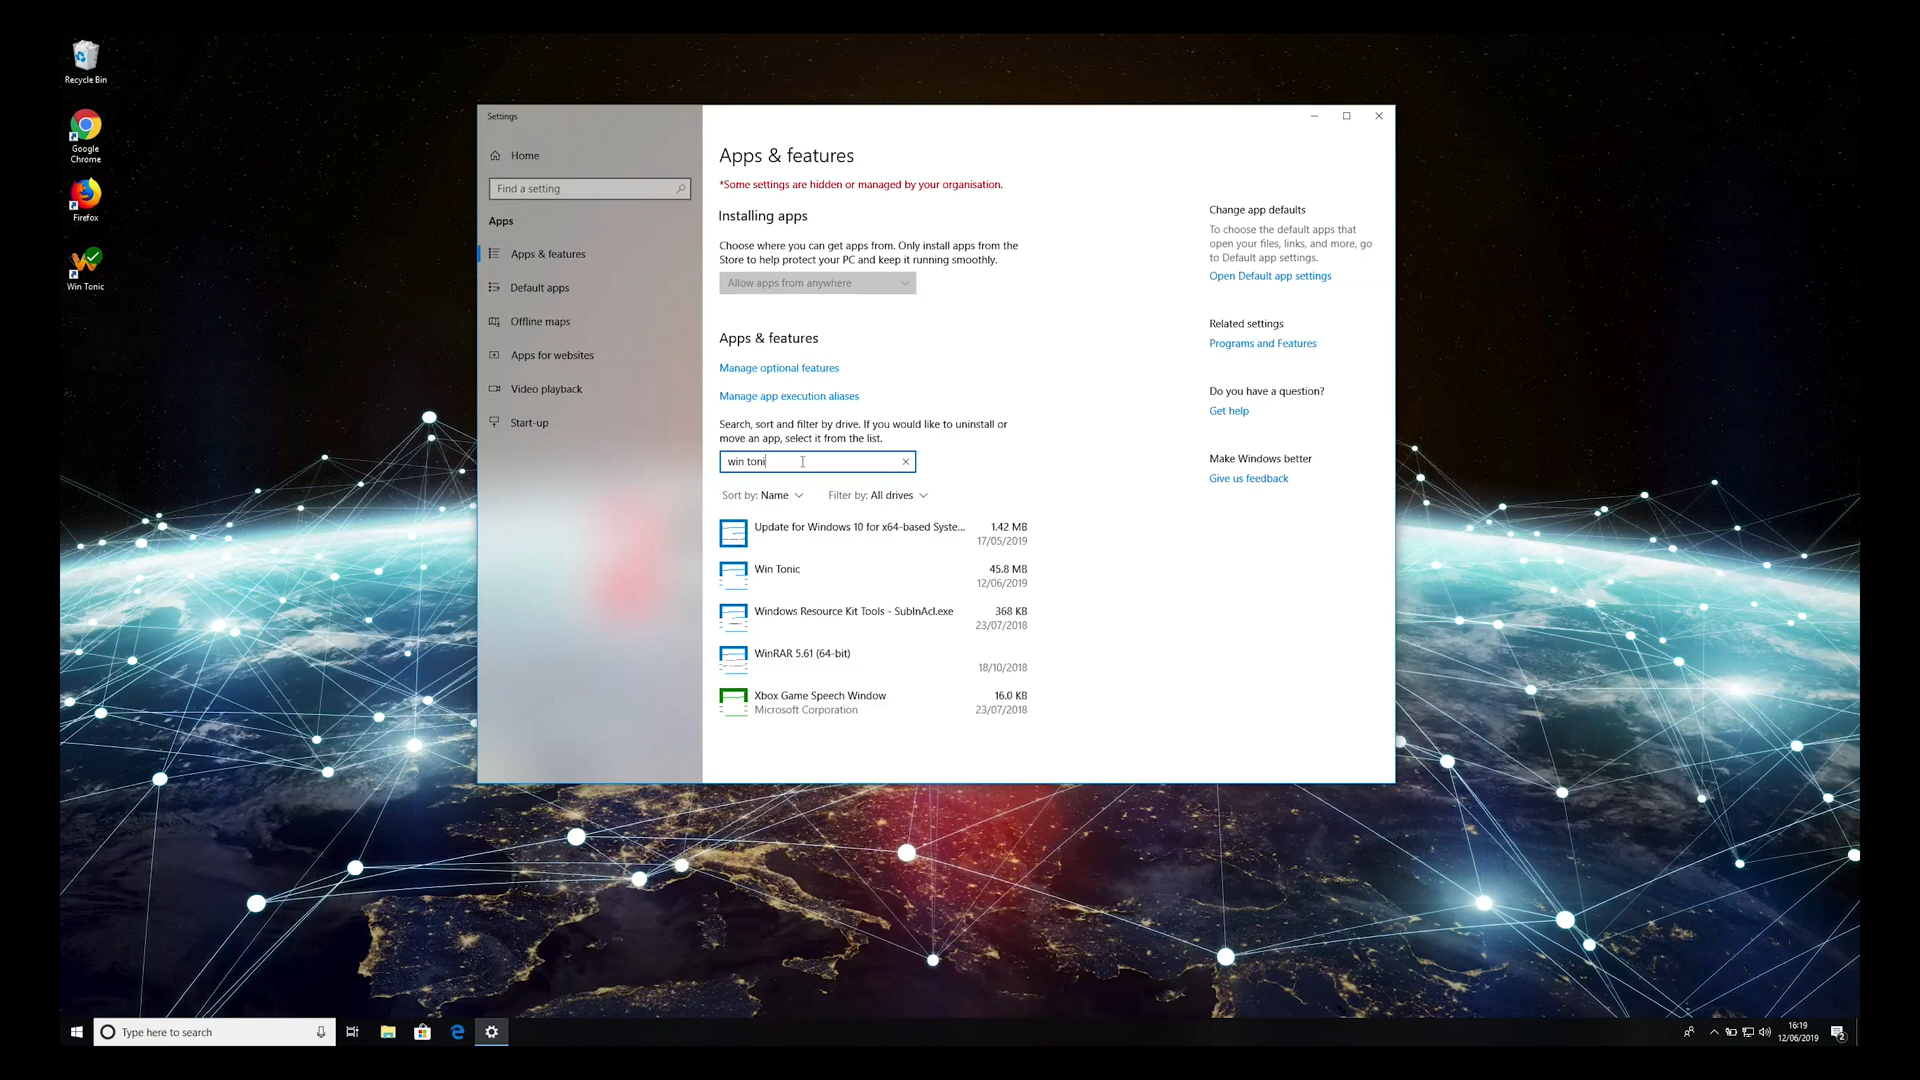 Recycle Bin
Google
Chrome
Firefox
Win Tonic
Settings
Home
Find a setting
Apps
Apps & features
Default apps
Offline maps
Apps for websites
Video playback
Start-up
Apps & features
*Some settings are hidden or managed by your organisation.
Installing apps
Choose where you can get apps from. Only install apps from the
Store to help protect your PC and keep it running smoothly.
Allow apps from anywhere
Apps & features
Manage optional features
Manage app execution aliases
Search, sort and filter by drive. If you would like to uninstall or
move an app, select it from the list.
win toni
Sort by: Name Filter by: All drives
Update for Windows 10 for x64-based Syste... 1.42 MB
17/05/2019
Win Tonic 45.8 MB
12/06/2019
Windows Resource Kit Tools - SubInAcl.exe 368 KB
23/07/2018
WinRAR 5.61 (64-bit)
18/10/2018
Xbox Game Speech Window 16.0 KB
Microsoft Corporation 23/07/2018
Change app defaults
To choose the default apps that
open your files, links, and more, go
to Default app settings.
Open Default app settings
Related settings
Programs and Features
Do you have a question?
Get help
Make Windows better
Give us feedback
Type here to search
16:19
12/06/2019
2